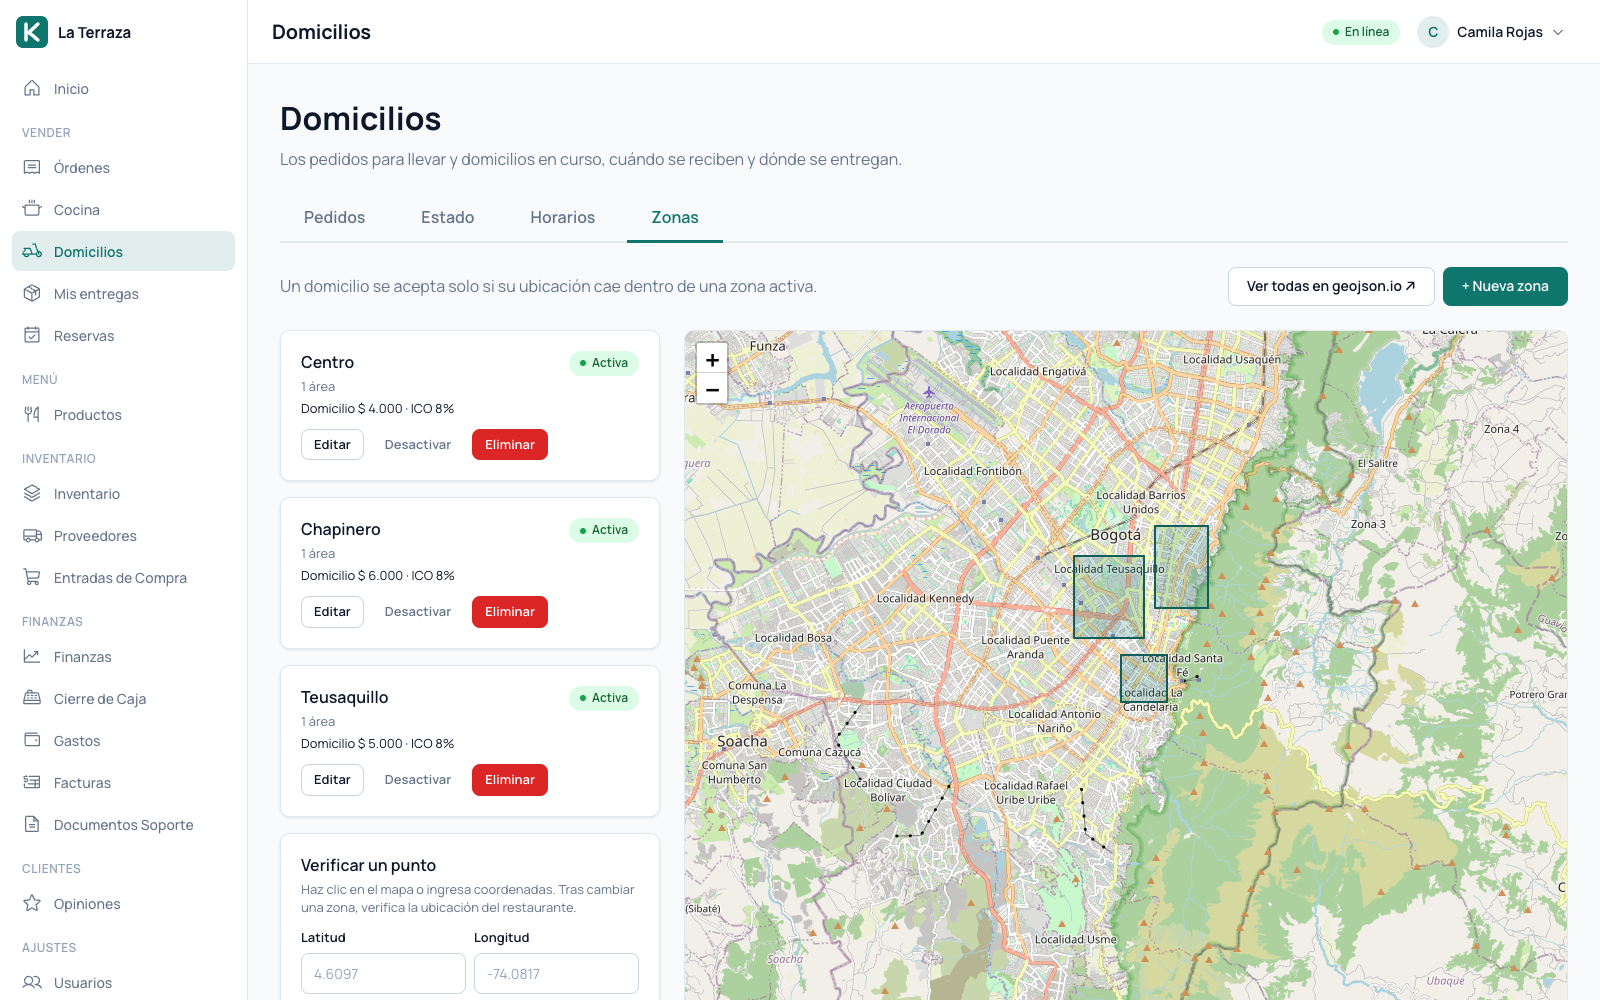 La Terraza
Inicio
VENDER
Órdenes
Cocina
Domicilios
Mis entregas
Reservas
MENÚ
Productos
INVENTARIO
Inventario
Proveedores
Entradas de Compra
FINANZAS
Finanzas
Cierre de Caja
Gastos
Facturas
Documentos Soporte
CLIENTES
Opiniones
AJUSTES
Usuarios
Domicilios
En línea
C
Camila Rojas
Domicilios
Los pedidos para llevar y domicilios en curso, cuándo se reciben y dónde se entregan.
Pedidos
Estado
Horarios
Zonas
Un domicilio se acepta solo si su ubicación cae dentro de una zona activa.
Ver todas en geojson.io ↗
+ Nueva zona
Centro
Activa
1 área
Domicilio $ 4.000 · ICO 8%
Editar
Desactivar
Eliminar
Chapinero
Activa
1 área
Domicilio $ 6.000 · ICO 8%
Editar
Desactivar
Eliminar
Teusaquillo
Activa
1 área
Domicilio $ 5.000 · ICO 8%
Editar
Desactivar
Eliminar
Verificar un punto
Haz clic en el mapa o ingresa coordenadas. Tras cambiar
una zona, verifica la ubicación del restaurante.
Latitud
Longitud
4.6097
-74.0817
+
−
Funza
La Calera
Localidad Usaquén
Localidad Engativá
Aeropuerto
Internacional
El Dorado
Zona 4
El Salitre
Localidad Fontibón
Localidad Barrios
Unidos
Zona 3
Bogotá
Localidad Teusaquillo
Localidad Kennedy
Localidad Bosa
Localidad Puente
Aranda
Localidad Santa
Fé
Comuna La
Despensa
Localidad La
Candelaria
Localidad Antonio
Nariño
Soacha
Comuna Cazucá
Comuna San
Humberto
Localidad Ciudad
Bolívar
Localidad Rafael
Uribe Uribe
(Sibaté)
Localidad Usme
Soacha
Ubaque